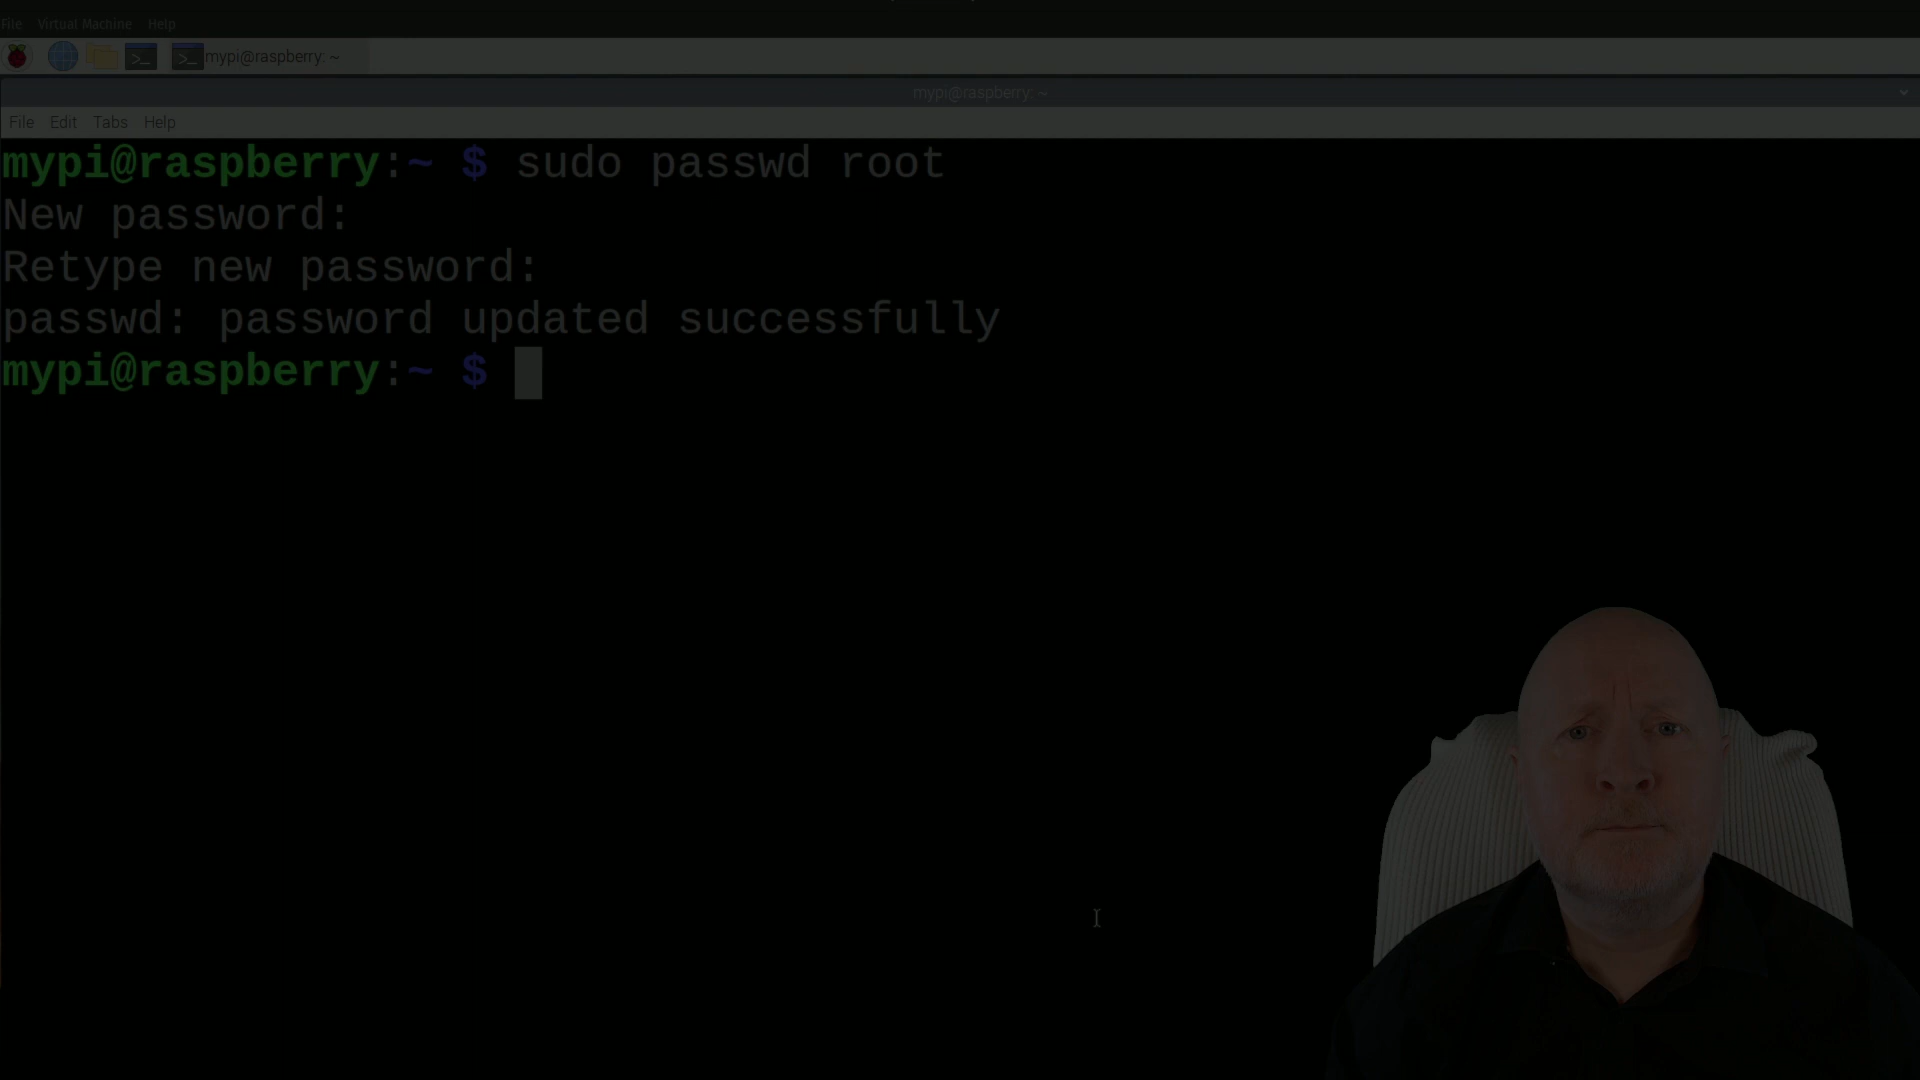 File Virtual Machine Help
mypi@raspberry: ~
mypi@raspberry: ~
File Edit Tabs Help
mypi@raspberry:~ $ sudo passwd root
New password:
Retype new password:
passwd: password updated successfully
mypi@raspberry:~ $